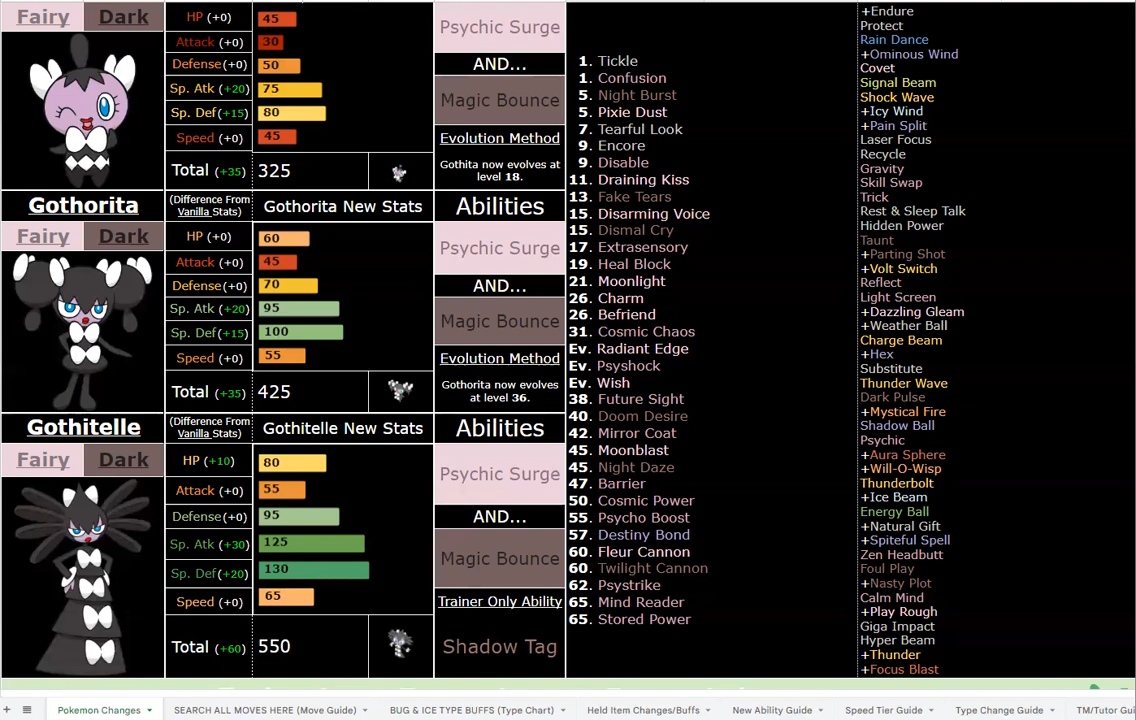 Fairy Dark
HP (+0) 45
Attack (+0) 30
Defense(+0) 50
Sp. Atk (+20) 75
Sp. Def(+15) 80
Speed (+0) 45
Total (+35) 325
Psychic Surge
AND...
Magic Bounce
Evolution Method
Gothita now evolves at
level 18.
Gothorita
(Difference From
Vanilla Stats)
Gothorita New Stats
Abilities
Fairy Dark
HP (+0) 60
Attack (+0) 45
Defense(+0) 70
Sp. Atk (+20) 95
Sp. Def(+15) 100
Speed (+0) 55
Total (+35) 425
Psychic Surge
AND...
Magic Bounce
Evolution Method
Gothorita now evolves
at level 36.
Gothitelle
(Difference From
Vanilla Stats)
Gothitelle New Stats
Abilities
Fairy Dark
HP (+10) 80
Attack (+0) 55
Defense(+0) 95
Sp. Atk (+30) 125
Sp. Def (+20) 130
Speed (+0) 65
Total (+60) 550
Psychic Surge
AND...
Magic Bounce
Trainer Only Ability
Shadow Tag
1. Tickle
1. Confusion
5. Night Burst
5. Pixie Dust
7. Tearful Look
9. Encore
9. Disable
11. Draining Kiss
13. Fake Tears
15. Disarming Voice
15. Dismal Cry
17. Extrasensory
19. Heal Block
21. Moonlight
26. Charm
26. Befriend
31. Cosmic Chaos
Ev. Radiant Edge
Ev. Psyshock
Ev. Wish
38. Future Sight
40. Doom Desire
42. Mirror Coat
45. Moonblast
45. Night Daze
47. Barrier
50. Cosmic Power
55. Psycho Boost
57. Destiny Bond
60. Fleur Cannon
60. Twilight Cannon
62. Psystrike
65. Mind Reader
65. Stored Power
+Endure
Protect
Rain Dance
+Ominous Wind
Covet
Signal Beam
Shock Wave
+Icy Wind
+Pain Split
Laser Focus
Recycle
Gravity
Skill Swap
Trick
Rest & Sleep Talk
Hidden Power
Taunt
+Parting Shot
+Volt Switch
Reflect
Light Screen
+Dazzling Gleam
+Weather Ball
Charge Beam
+Hex
Substitute
Thunder Wave
Dark Pulse
+Mystical Fire
Shadow Ball
Psychic
+Aura Sphere
+Will-O-Wisp
Thunderbolt
+Ice Beam
Energy Ball
+Natural Gift
+Spiteful Spell
Zen Headbutt
Foul Play
+Nasty Plot
Calm Mind
+Play Rough
Giga Impact
Hyper Beam
+Thunder
+Focus Blast
Pokemon Changes SEARCH ALL MOVES HERE (Move Guide) BUG & ICE TYPE BUFFS (Type Chart) Held Item Changes/Buffs New Ability Guide Speed Tier Guide Type Change Guide TM/Tutor Gui